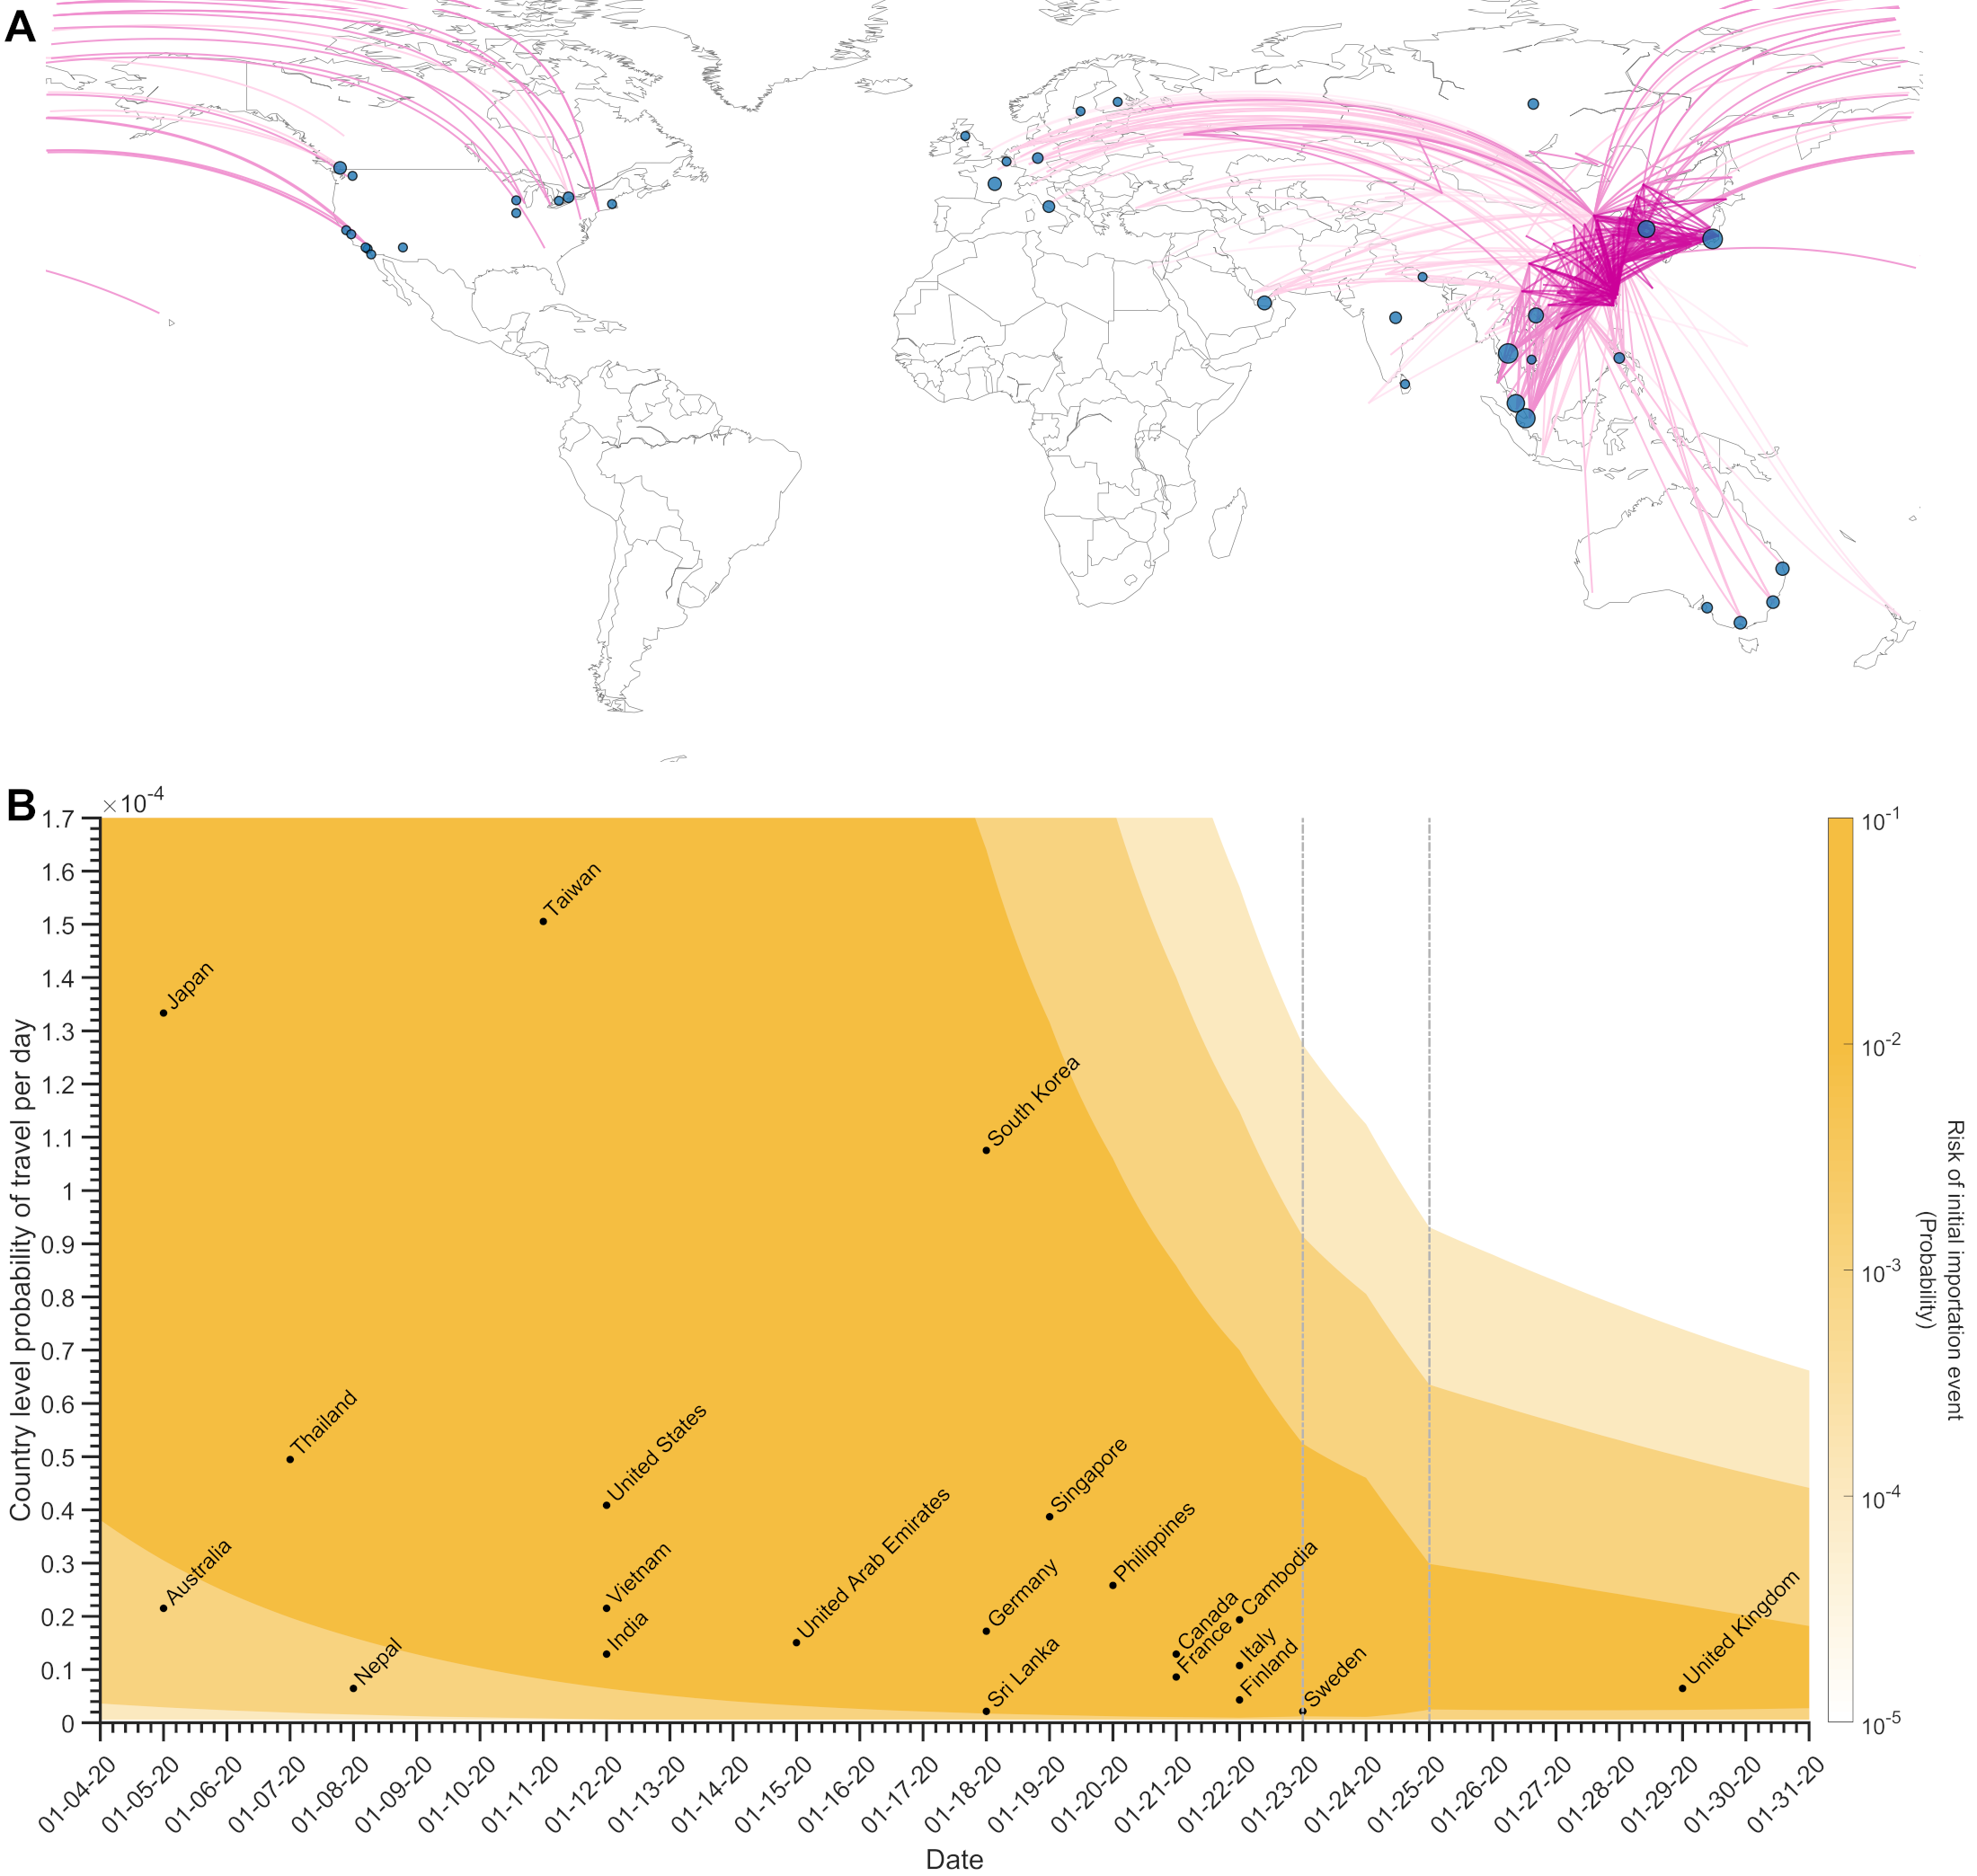 A
B
×10-4
1.7
1.6
1.5
1.4
1.3
1.2
1.1
1
0.9
0.8
0.7
0.6
0.5
0.4
0.3
0.2
0.1
0
Country level probability of travel per day
Japan
Taiwan
South Korea
Thailand
United States
Singapore
United Arab Emirates
Philippines
Australia
Vietnam
Germany
Cambodia
United Kingdom
India
Canada
France
Italy
Nepal
Finland
Sri Lanka
Sweden
01-04-20
01-05-20
01-06-20
01-07-20
01-08-20
01-09-20
01-10-20
01-11-20
01-12-20
01-13-20
01-14-20
01-15-20
01-16-20
01-17-20
01-18-20
01-19-20
01-20-20
01-21-20
01-22-20
01-23-20
01-24-20
01-25-20
01-26-20
01-27-20
01-28-20
01-29-20
01-30-20
01-31-20
Date
10-1
10-2
10-3
10-4
10-5
Risk of initial importation event
(Probability)